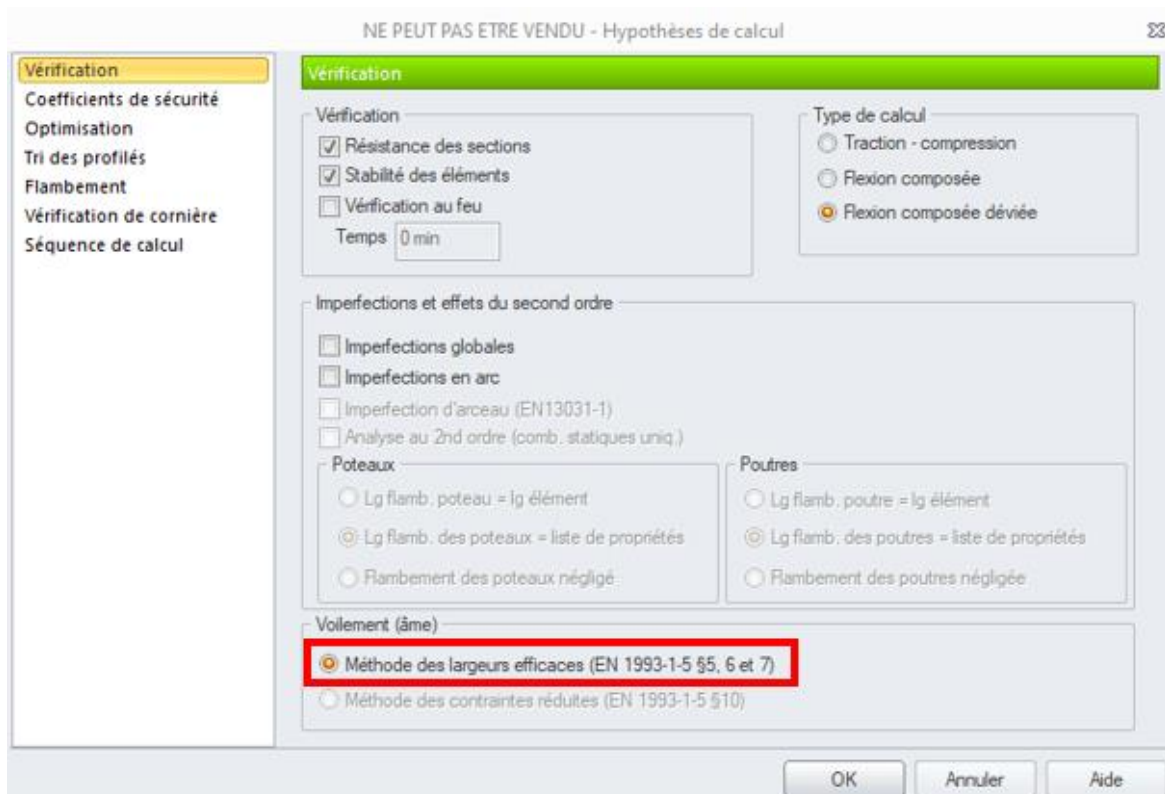 NE PEUT PAS ETRE VENDU - Hypothèses de calcul
Vérification
Coefficients de sécurité
Optimisation
Tri des profilés
Flambement
Vérification de cornière
Séquence de calcul
Vérification
Vérification
Résistance des sections
Stabilité des éléments
Vérification au feu
Temps 0 min
Type de calcul
Traction - compression
Flexion composée
Flexion composée déviée
Imperfections et effets du second ordre
Imperfections globales
Imperfections en arc
Imperfection d'arceau (EN13031-1)
Analyse au 2nd ordre (comb. statiques uniq.)
Poteaux
Lg flamb. poteau = lg élément
Lg flamb. des poteaux = liste de propriétés
Flambement des poteaux négligé
Poutres
Lg flamb. poutre = lg élément
Lg flamb. des poutres = liste de propriétés
Flambement des poutres négligée
Voilement (âme)
Méthode des largeurs efficaces (EN 1993-1-5 §5, 6 et 7)
Méthode des contraintes réduites (EN 1993-1-5 §10)
OK Annuler Aide